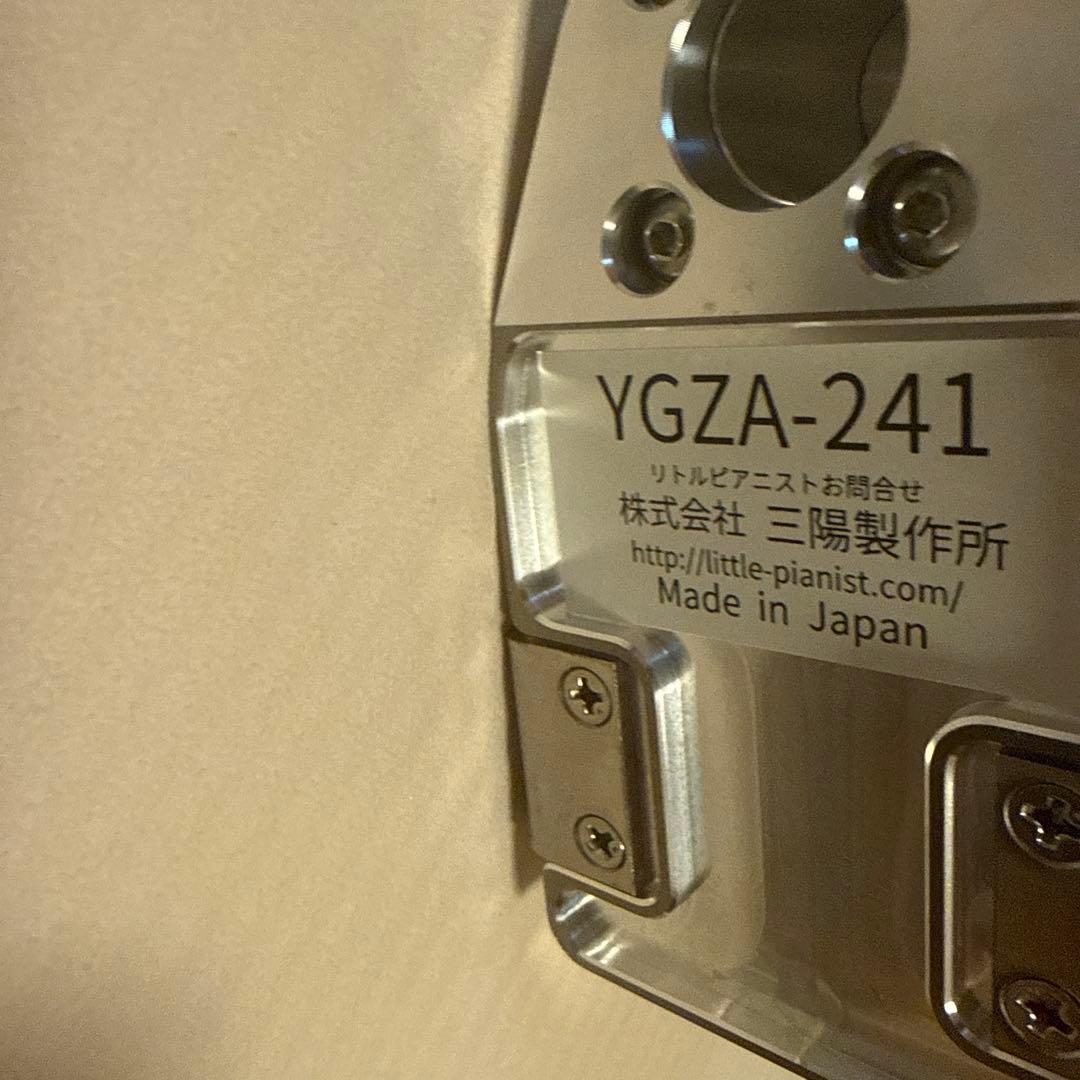 YGZA-241
リトルピアニストお問合せ
株式会社 三陽製作所
http://little-pianist.com/
Made in Japan